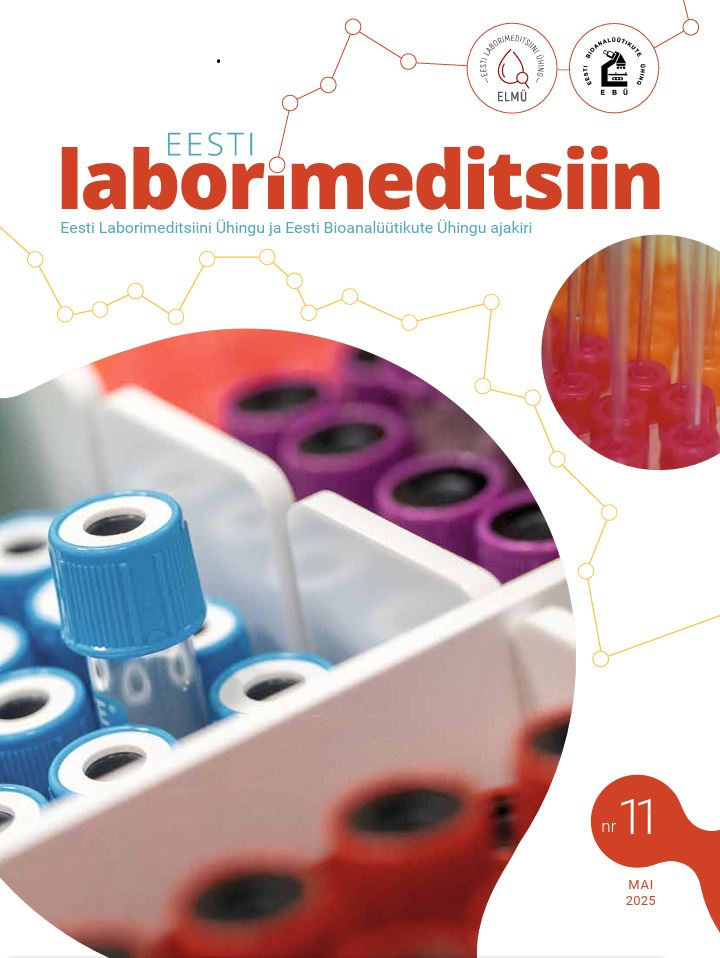 EESTI LABORIMEDITSIINI ÜHING
ELMÜ
EESTI BIOANALÜÜTIKUTE ÜHING
EBÜ
EESTI
laborimeditsiin
Eesti Laborimeditsiini Ühingu ja Eesti Bioanalüütikute Ühingu ajakiri
nr 11
MAI
2025